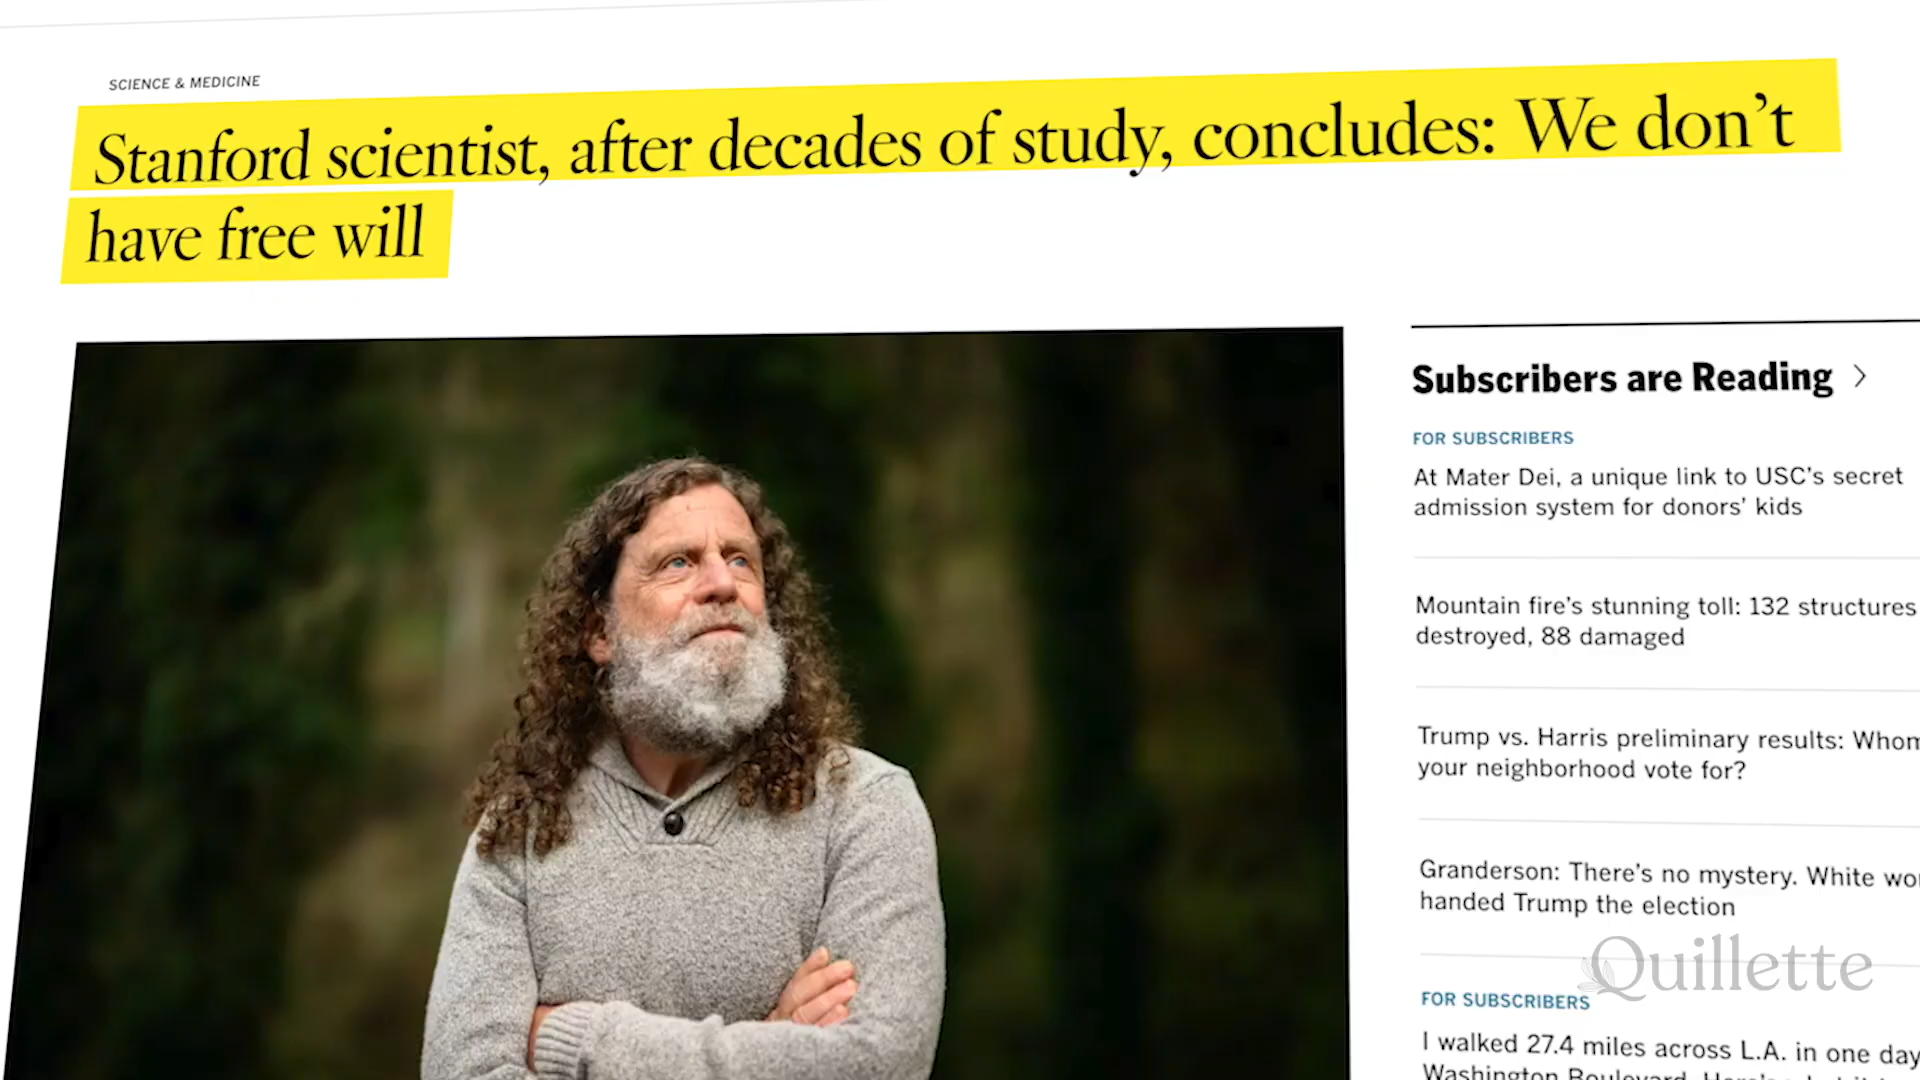 SCIENCE & MEDICINE
Stanford scientist, after decades of study, concludes: We don’t
have free will
Subscribers are Reading
FOR SUBSCRIBERS
At Mater Dei, a unique link to USC’s secret
admission system for donors’ kids
Mountain fire’s stunning toll: 132 structures
destroyed, 88 damaged
Trump vs. Harris preliminary results:
your neighborhood vote for?
Granderson: There’s no mystery. White
handed Trump the election
Quillette
FOR SUBSCRIBERS
I walked 27.4 miles across L.A. in one day
Washington Boulevard.